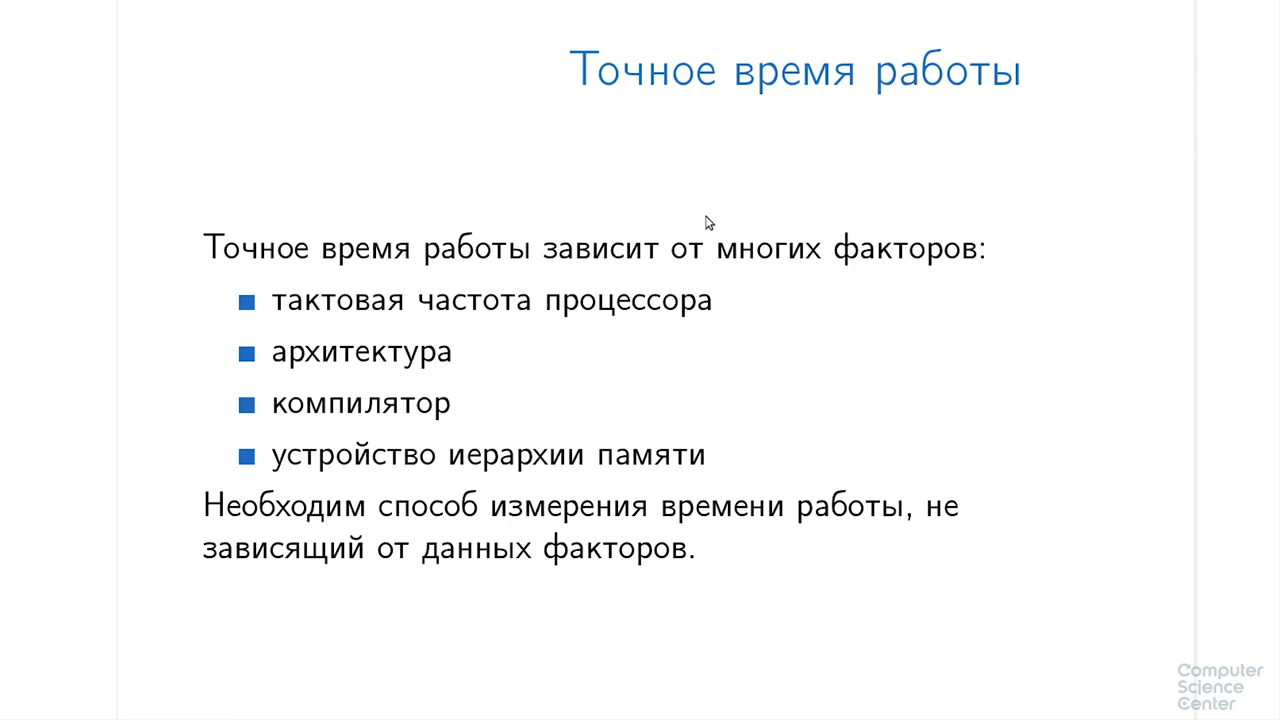 Точное время работы
Точное время работы зависит от многих факторов:
тактовая частота процессора
архитектура
компилятор
устройство иерархии памяти
Необходим способ измерения времени работы, не
зависящий от данных факторов.
Computer
Science
Center